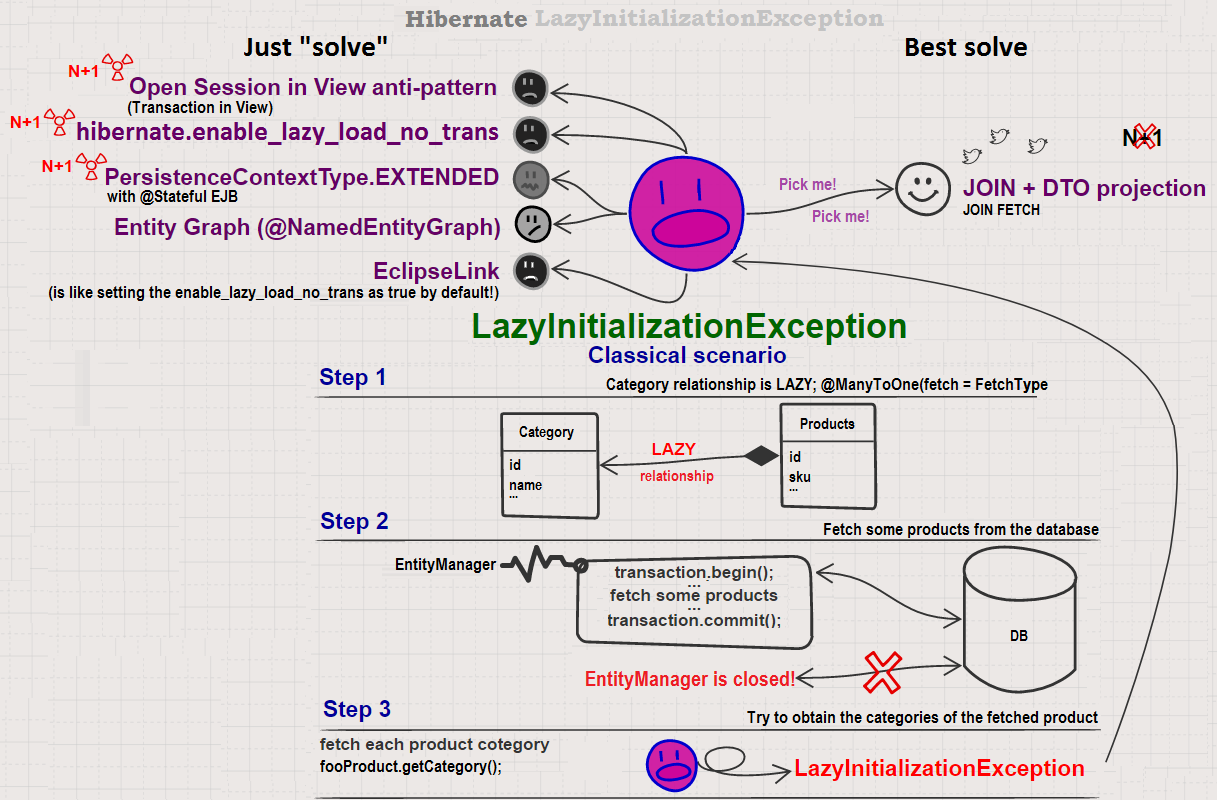 Hibernate LazyInitializationException
Just "solve"
Best solve
N+1
Open Session in View anti-pattern
(Transaction in View)
N+1
hibernate.enable_lazy_load_no_trans
N+1
PersistenceContextType.EXTENDED
with @Stateful EJB
Entity Graph (@NamedEntityGraph)
EclipseLink
(is like setting the enable_lazy_load_no_trans as true by default!)
Pick me!
Pick me!
N+1
JOIN + DTO projection
JOIN FETCH
LazyInitializationException
Classical scenario
Step 1
Category relationship is LAZY; @ManyToOne(fetch = FetchType
Category
id
name
...
LAZY
relationship
Products
id
sku
...
Step 2
Fetch some products from the database
EntityManager
transaction.begin();
...
fetch some products
...
transaction.commit();
DB
EntityManager is closed!
Step 3
Try to obtain the categories of the fetched product
fetch each product cotegory
fooProduct.getCategory();
LazyInitializationException